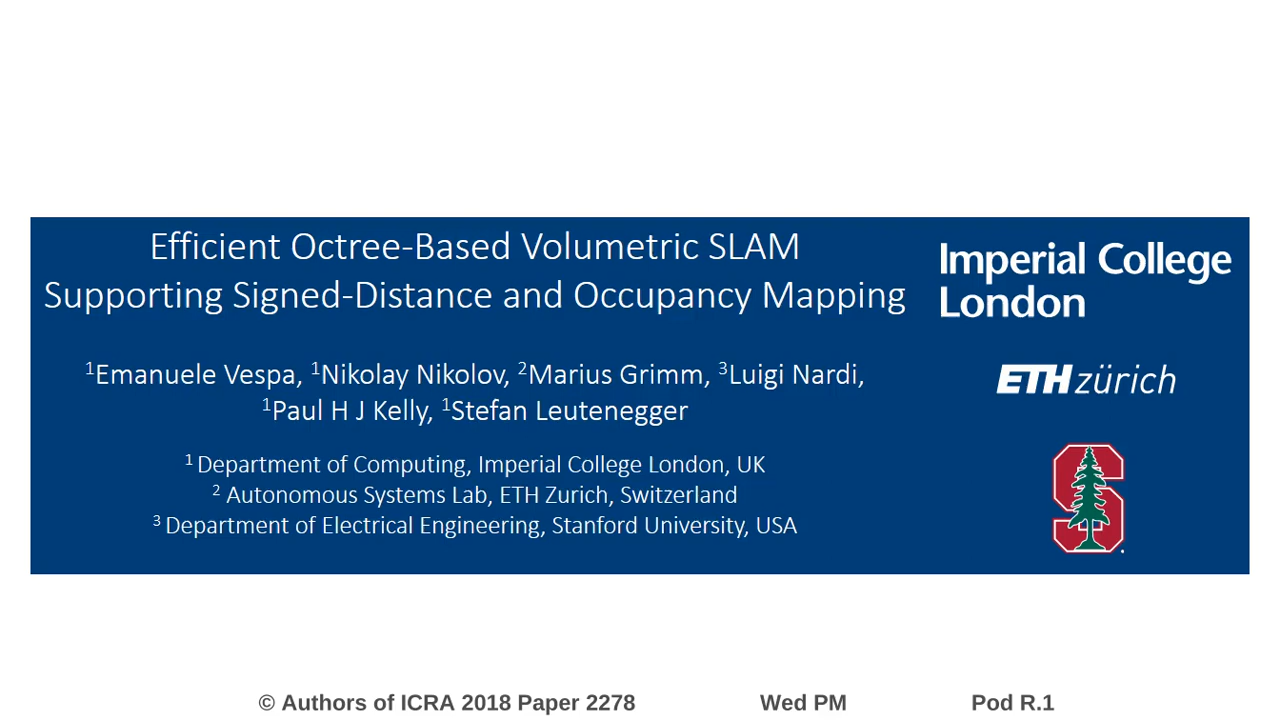 Efficient Octree-Based Volumetric SLAM
Supporting Signed-Distance and Occupancy Mapping
Imperial College
London
¹Emanuele Vespa, ¹Nikolay Nikolov, ²Marius Grimm, ³Luigi Nardi,
¹Paul H J Kelly, ¹Stefan Leutenegger
ETH zürich
¹ Department of Computing, Imperial College London, UK
² Autonomous Systems Lab, ETH Zurich, Switzerland
³ Department of Electrical Engineering, Stanford University, USA
S
© Authors of ICRA 2018 Paper 2278 Wed PM Pod R.1